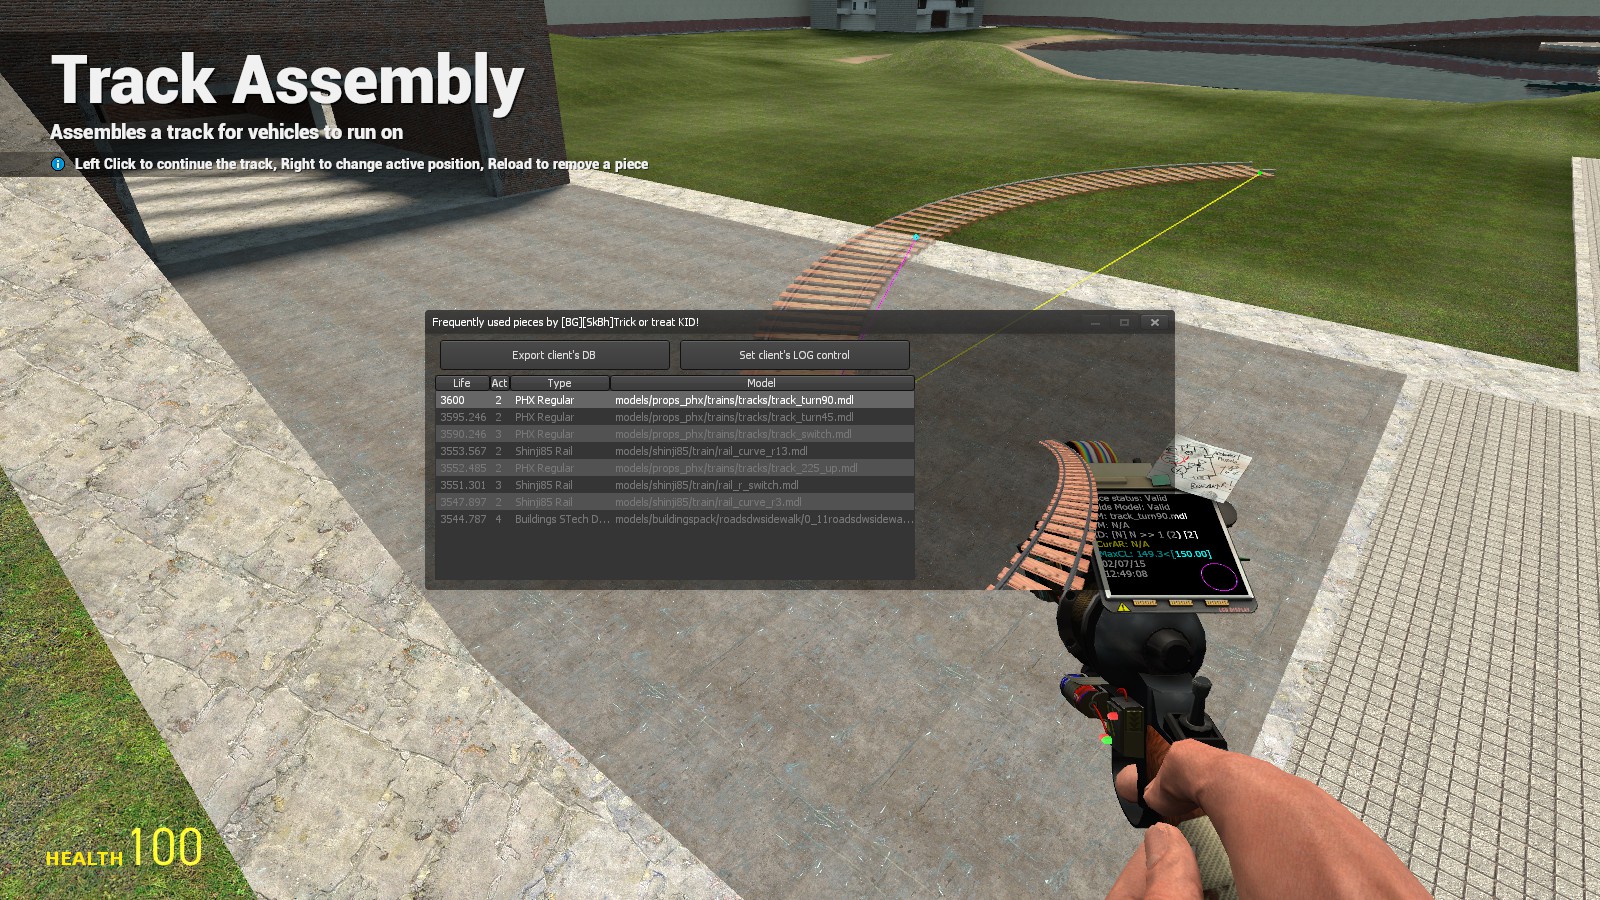 Track Assembly
Assembles a track for vehicles to run on
Left Click to continue the track, Right to change active position, Reload to remove a piece
Frequently used pieces by [BG][SkBh]Trick or treat KID!
Export client's DB Set client's LOG control
Life Act Type Model
3600 2 PHX Regular models/props_phx/trains/tracks/track_turn90.mdl
3595.246 2 PHX Regular models/props_phx/trains/tracks/track_turn45.mdl
3590.246 3 PHX Regular models/props_phx/trains/tracks/track_switch.mdl
3553.567 2 Shinji85 Rail models/shinji85/train/rail_curve_r13.mdl
3552.485 2 PHX Regular models/props_phx/trains/tracks/track_225_up.mdl
3551.301 3 Shinji85 Rail models/shinji85/train/rail_r_switch.mdl
3547.897 2 Shinji85 Rail models/shinji85/train/rail_curve_r3.mdl
3544.787 4 Buildings STech D... models/buildingspack/roadsdwsidewalk/0_11roadsdwsidewa...
ce status: Valid
lds Model: Valid
M: track_turn90.mdl
M: N/A
D: [N] N >> 1 (2) [2]
CurAR: N/A
MaxCL: 149.3<[150.00]
02/07/15
12:49:08
HEALTH 100